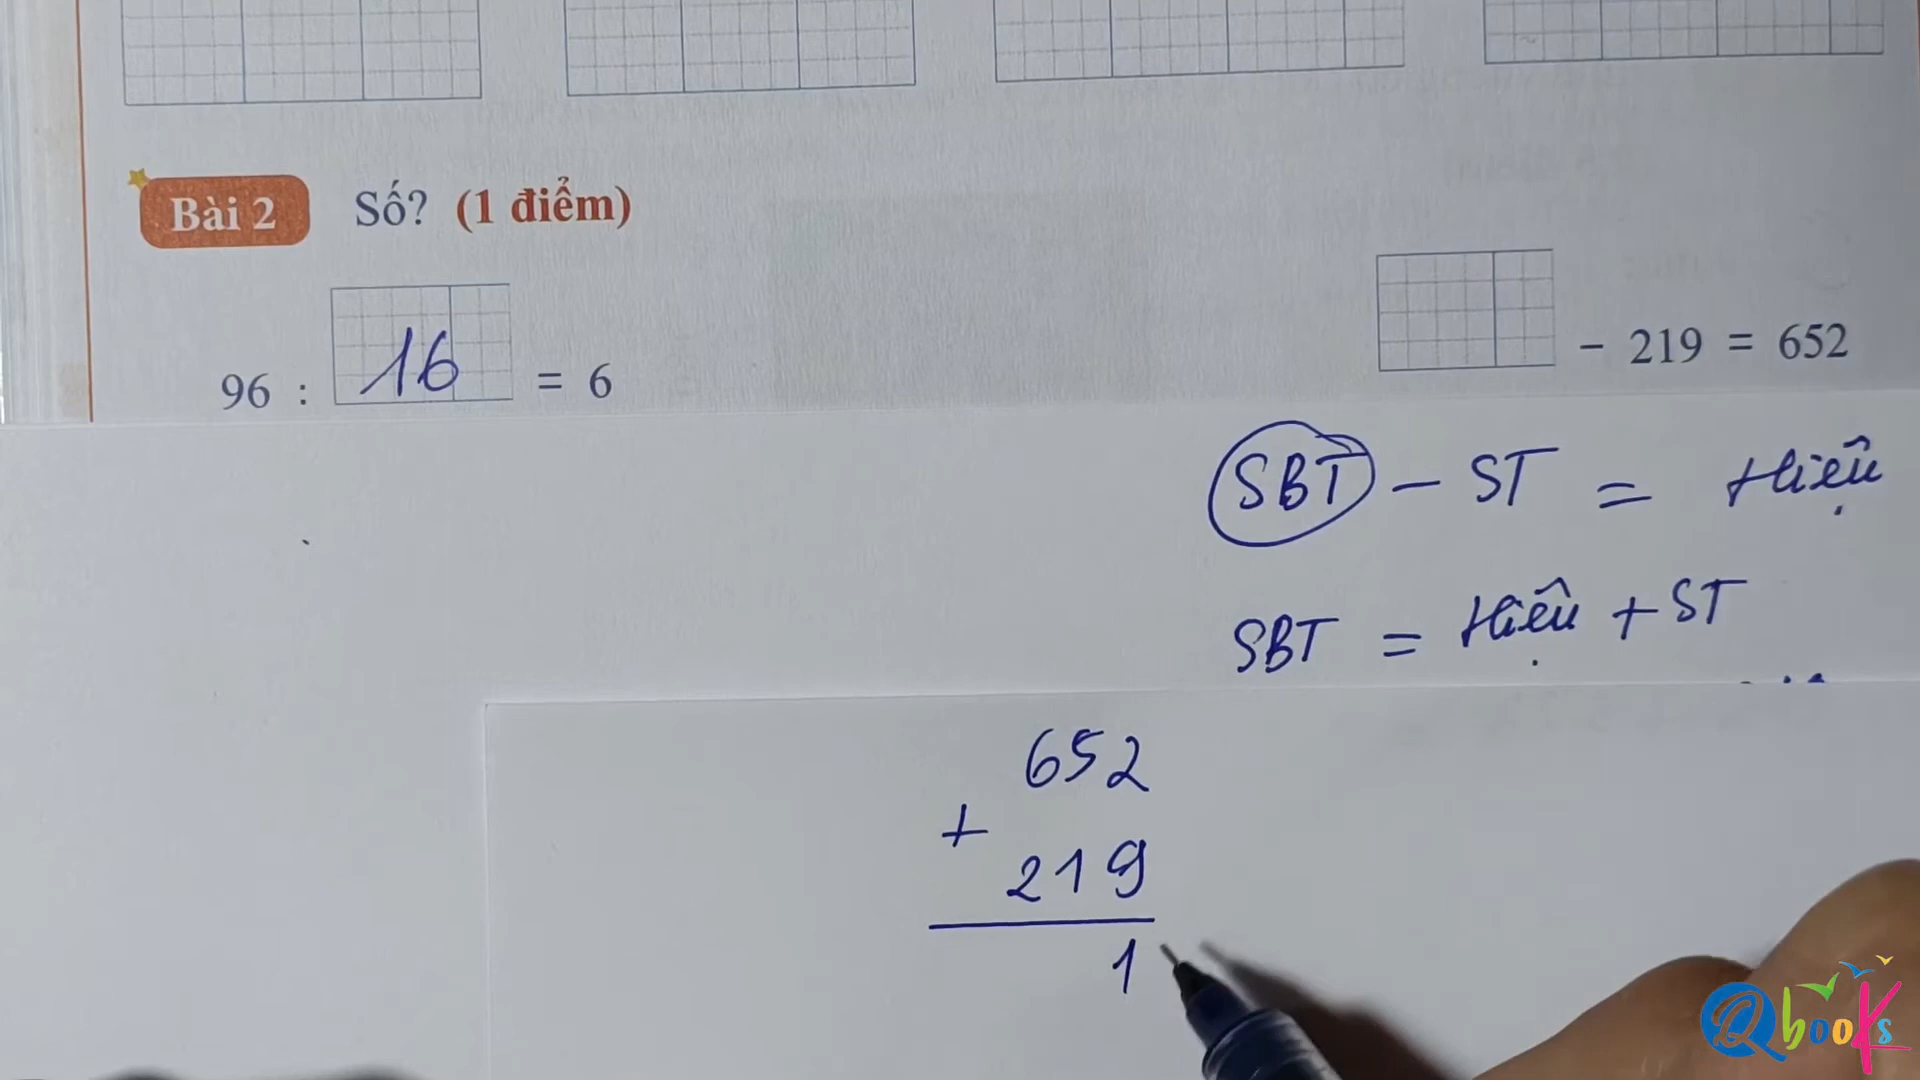 Bài 2 Số? (1 điểm)
96 : 16 = 6
- 219 = 652
SBT - ST = Hiệu
SBT = Hiệu + ST
652
+
219
1
Qbooks